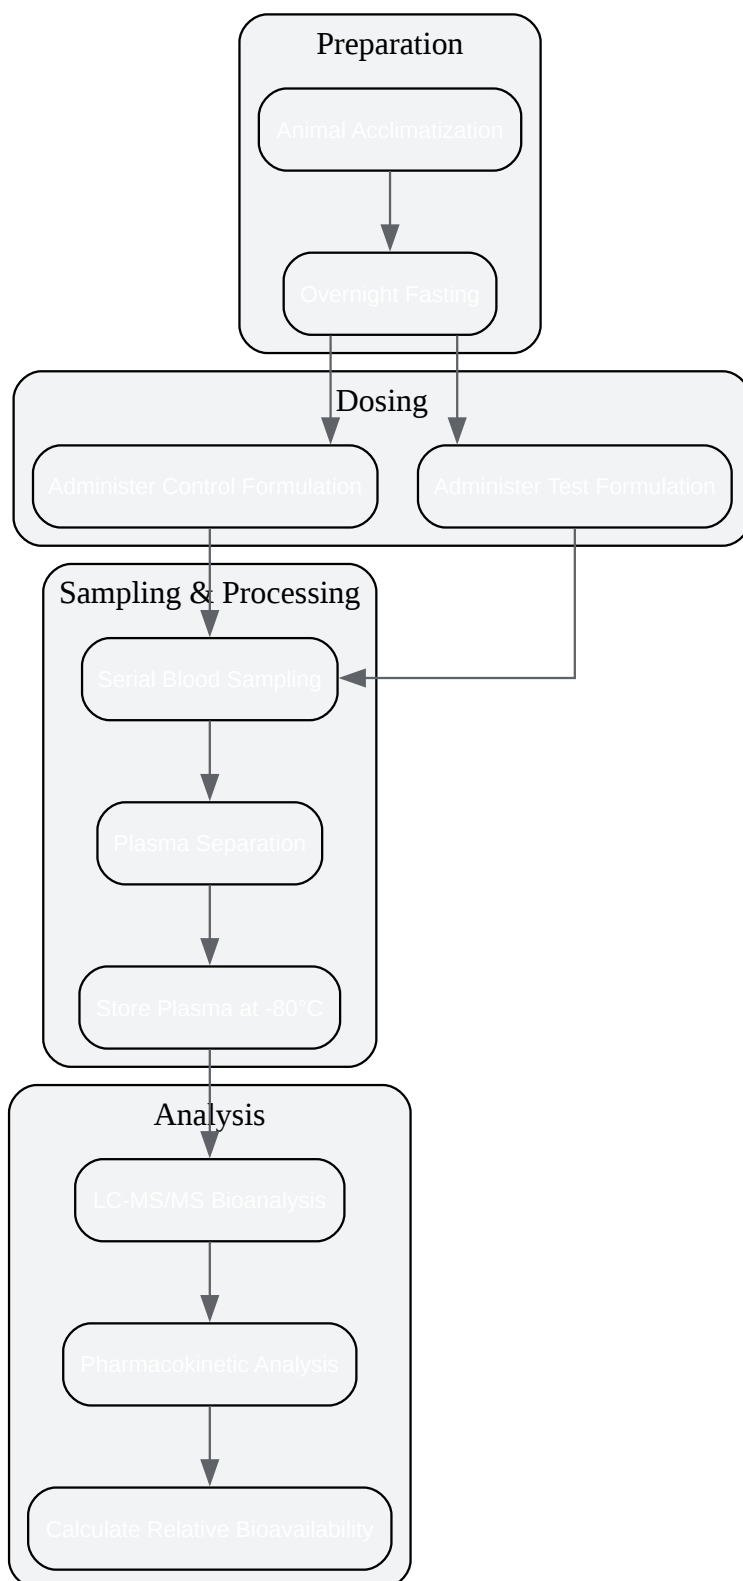 Preparation
Animal Acclimatization
Overnight Fasting
Dosing
Administer Control Formulation
Administer Test Formulation
Sampling & Processing
Serial Blood Sampling
Plasma Separation
Store Plasma at -80°C
Analysis
LC-MS/MS Bioanalysis
Pharmacokinetic Analysis
Calculate Relative Bioavailability